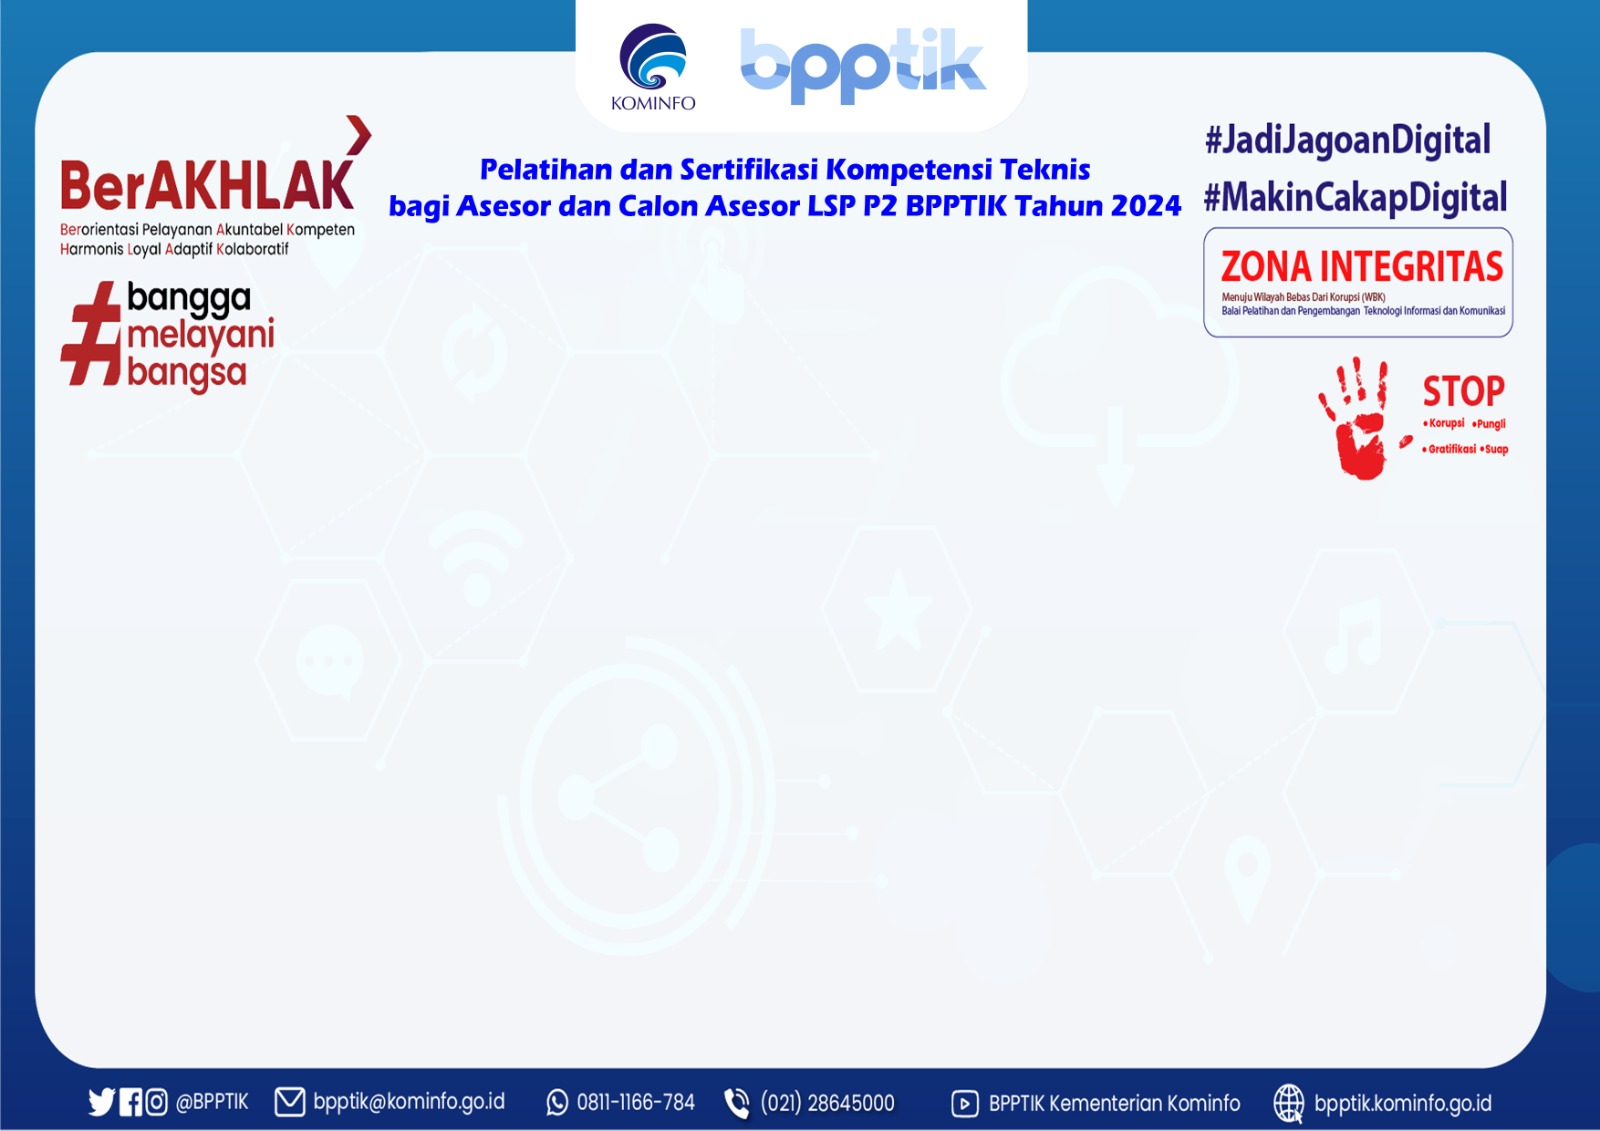 KOMINFO
bpptik
BerAKHLAK
Berorientasi Pelayanan Akuntabel Kompeten
Harmonis Loyal Adaptif Kolaboratif
#bangga
melayani
bangsa
Pelatihan dan Sertifikasi Kompetensi Teknis
bagi Asesor dan Calon Asesor LSP P2 BPPTIK Tahun 2024
#JadiJagoanDigital
#MakinCakapDigital
ZONA INTEGRITAS
Menuju Wilayah Bebas Dari Korupsi (WBK)
Balai Pelatihan dan Pengembangan Teknologi Informasi dan Komunikasi
STOP
•Korupsi •Pungli
•Gratifikasi •Suap
@BPPTIK bpptik@kominfo.go.id 0811-1166-784 (021) 28645000 BPPTIK Kementerian Kominfo bpptik.kominfo.go.id